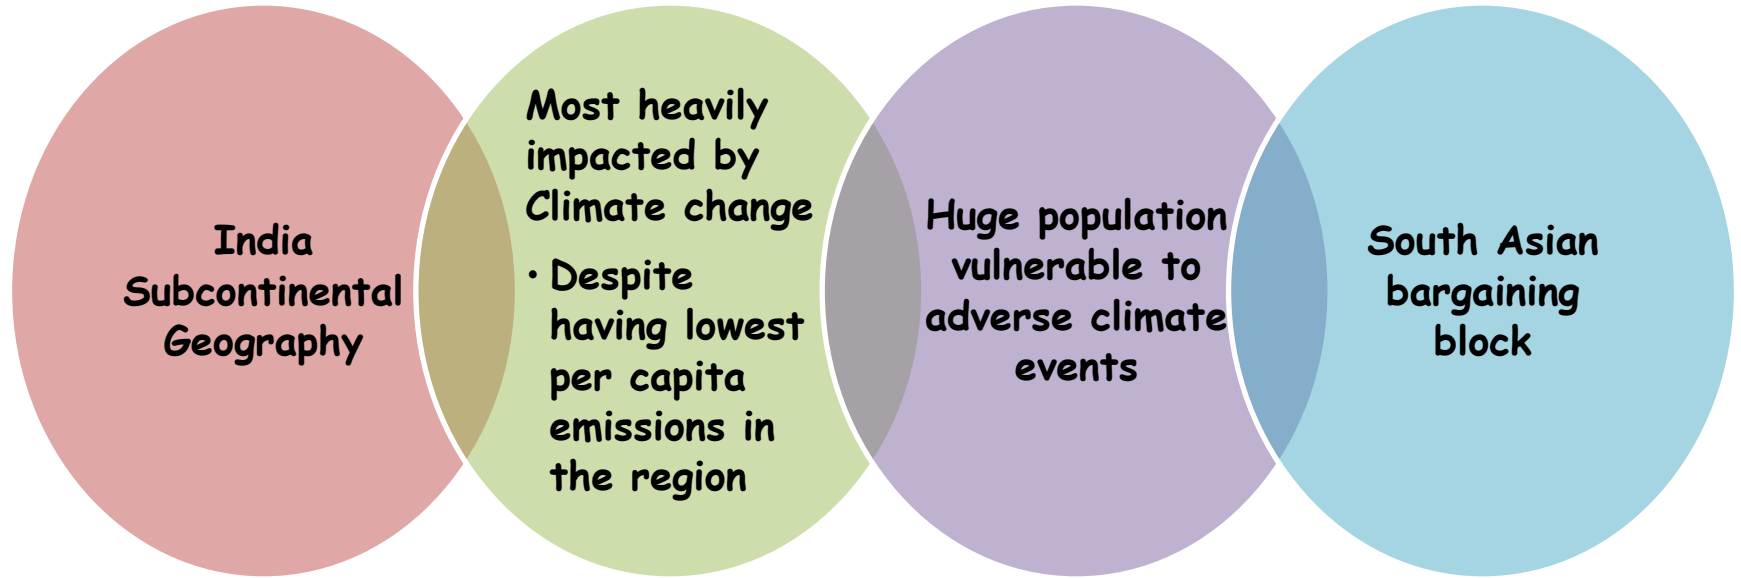 India
Subcontinental
Geography
Most heavily
impacted by
Climate change
• Despite
having lowest
per capita
emissions in
the region
Huge population
vulnerable to
adverse climate
events
South Asian
bargaining
block